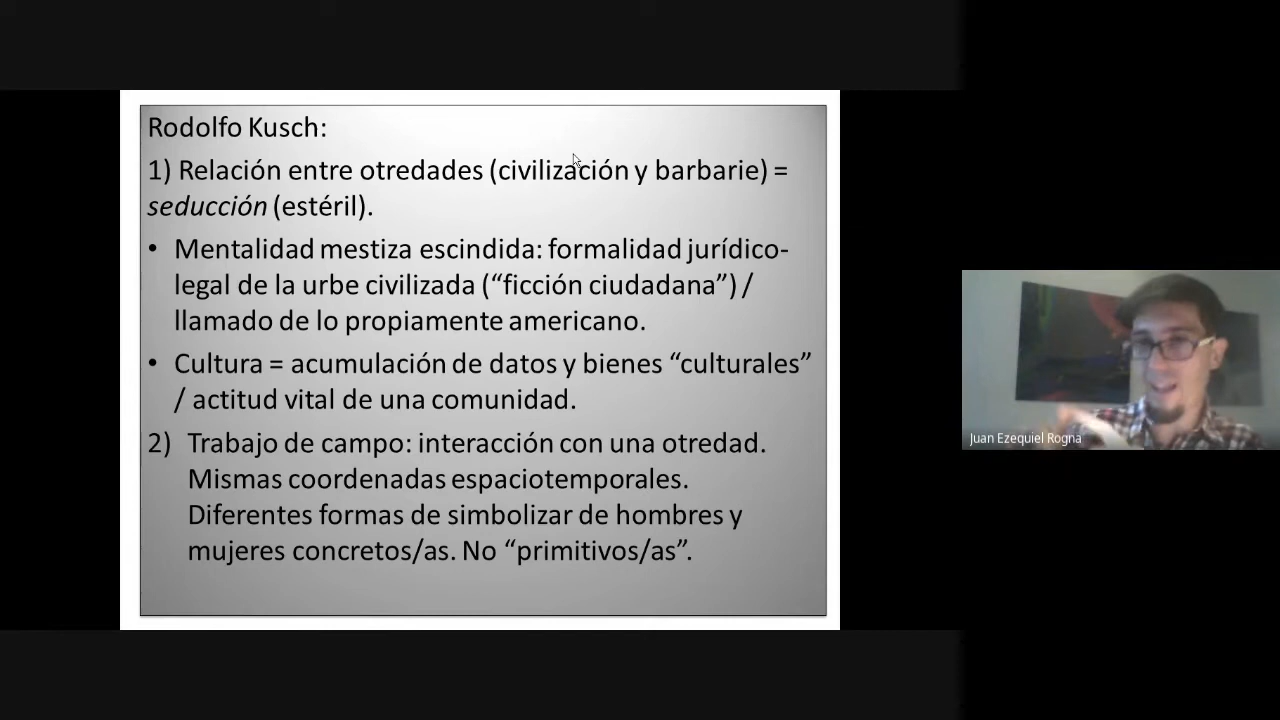 Rodolfo Kusch:
1) Relación entre otredades (civilización y barbarie) =
seducción (estéril).
• Mentalidad mestiza escindida: formalidad jurídico-
legal de la urbe civilizada (“ficción ciudadana”) /
llamado de lo propiamente americano.
• Cultura = acumulación de datos y bienes “culturales”
/ actitud vital de una comunidad.
2) Trabajo de campo: interacción con una otredad.
Mismas coordenadas espaciotemporales.
Diferentes formas de simbolizar de hombres y
mujeres concretos/as. No “primitivos/as”.
Juan Ezequiel Rogna